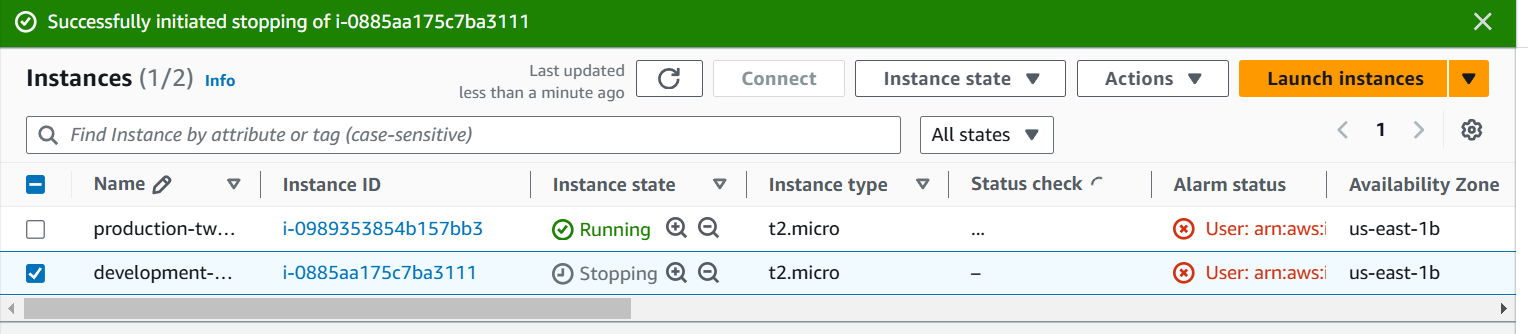 Successfully initiated stopping of i-0885aa175c7ba3111
Instances (1/2) Info
Last updated
less than a minute ago
Connect
Instance state
Actions
Launch instances
Find Instance by attribute or tag (case-sensitive)
All states
1
Name Instance ID Instance state Instance type Status check Alarm status Availability Zone
production-tw... i-0989353854b157bb3 Running t2.micro ... User: arn:aws:i us-east-1b
development-... i-0885aa175c7ba3111 Stopping t2.micro – User: arn:aws:i us-east-1b